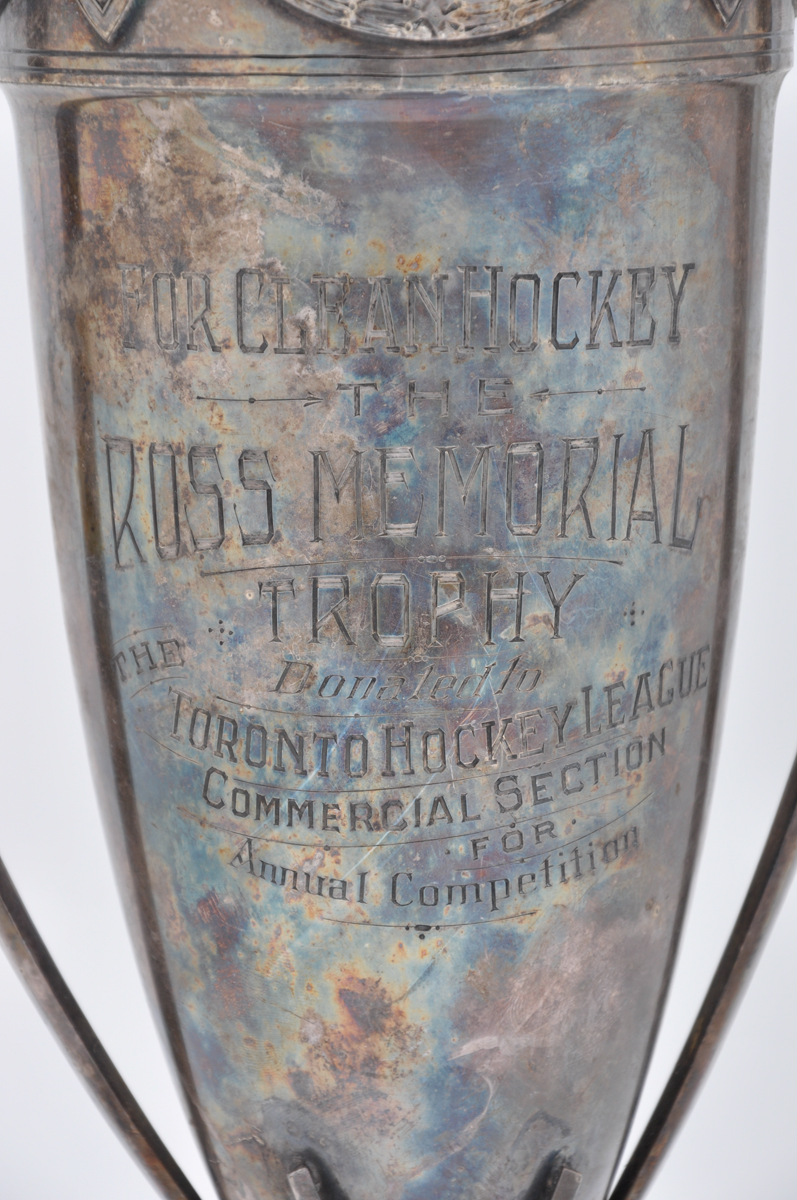 FOR CLEAN HOCKEY
THE
ROSS MEMORIAL
TROPHY
Donated to
THE
TORONTO HOCKEY LEAGUE
COMMERCIAL SECTION
FOR
Annual Competition